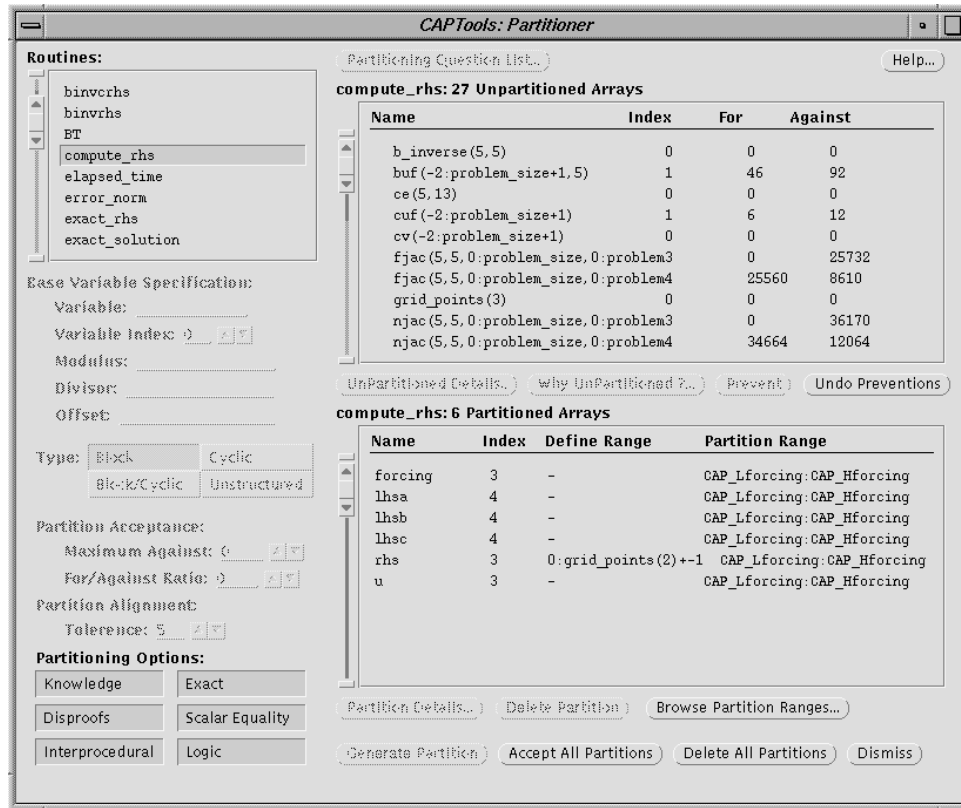 CAPTools: Partitioner
Routines:
binvcrhs
binvrhs
BT
compute_rhs
elapsed_time
error_norm
exact_rhs
exact_solution
Base Variable Specification:
Variable:
Variable Index: 0
Modulus:
Divisor:
Offset:
Type: Block Cyclic
Block/Cyclic Unstructured
Partition Acceptance:
Maximum Against: 0
For/Against Ratio: 0
Partition Alignment:
Tolerence: 5
Partitioning Options:
Knowledge Exact
Disproofs Scalar Equality
Interprocedural Logic
Partitioning Question List... Help...
compute_rhs: 27 Unpartitioned Arrays
Name Index For Against
b_inverse(5,5) 0 0 0
buf(-2:problem_size+1,5) 1 46 92
ce(5,13) 0 0 0
cuf(-2:problem_size+1) 1 6 12
cv(-2:problem_size+1) 0 0 0
fjac(5,5,0:problem_size,0:problem3 0 25732
fjac(5,5,0:problem_size,0:problem4 25560 8610
grid_points(3) 0 0 0
njac(5,5,0:problem_size,0:problem3 0 36170
njac(5,5,0:problem_size,0:problem4 34664 12064
UnPartitioned Details... Why UnPartitioned ?... Prevent Undo Preventions
compute_rhs: 6 Partitioned Arrays
Name Index Define Range Partition Range
forcing 3 – CAP_Lforcing:CAP_Hforcing
lhsa 4 – CAP_Lforcing:CAP_Hforcing
lhsb 4 – CAP_Lforcing:CAP_Hforcing
lhsc 4 – CAP_Lforcing:CAP_Hforcing
rhs 3 0:grid_points(2)+-1 CAP_Lforcing:CAP_Hforcing
u 3 – CAP_Lforcing:CAP_Hforcing
Partition Details... Delete Partition Browse Partition Ranges...
Generate Partition Accept All Partitions Delete All Partitions Dismiss